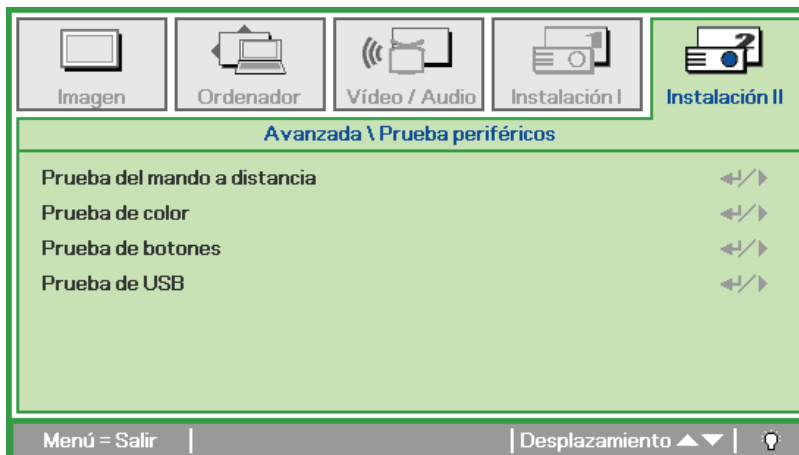 Imagen
Ordenador
Vídeo / Audio
Instalación I
Instalación II
Avanzada \ Prueba periféricos
Prueba del mando a distancia
Prueba de color
Prueba de botones
Prueba de USB
Menú = Salir
Desplazamiento